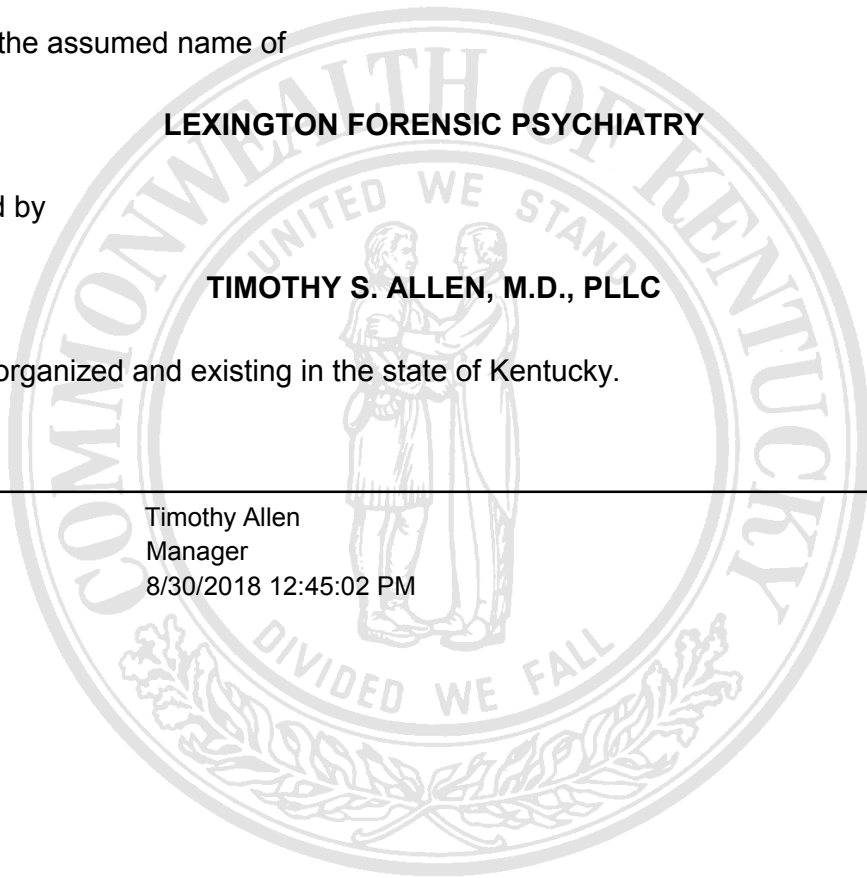 the assumed name of
LEXINGTON FORENSIC PSYCHIATRY
d by
TIMOTHY S. ALLEN, M.D., PLLC
organized and existing in the state of Kentucky.
Timothy Allen
Manager
8/30/2018 12:45:02 PM
COMMONWEALTH OF KENTUCKY
UNITED WE STAND
DIVIDED WE FALL